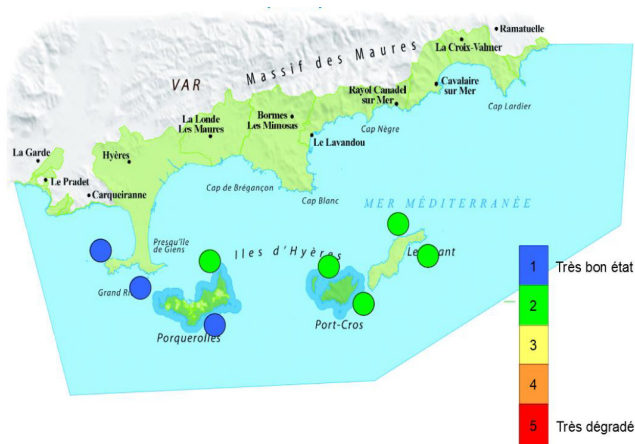 Ramatuelle
La Croix-Valmer
Massif des Maures
VAR
Cavalaire
sur Mer
Rayol Canadel
sur Mer
Cap Lardier
Bormes
Les Mimosas
La Londe
Les Maures
Cap Nègre
Le Lavandou
La Garde
Hyères
Le Pradet
Carqueiranne
Cap de Brégançon
Cap Blanc
MER MÉDITERRANÉE
Presqu'île
de Giens
Iles d'Hyères
Grand
Porquerolles
Port-Cros
1 Très bon état
2
3
4
5 Très dégradé